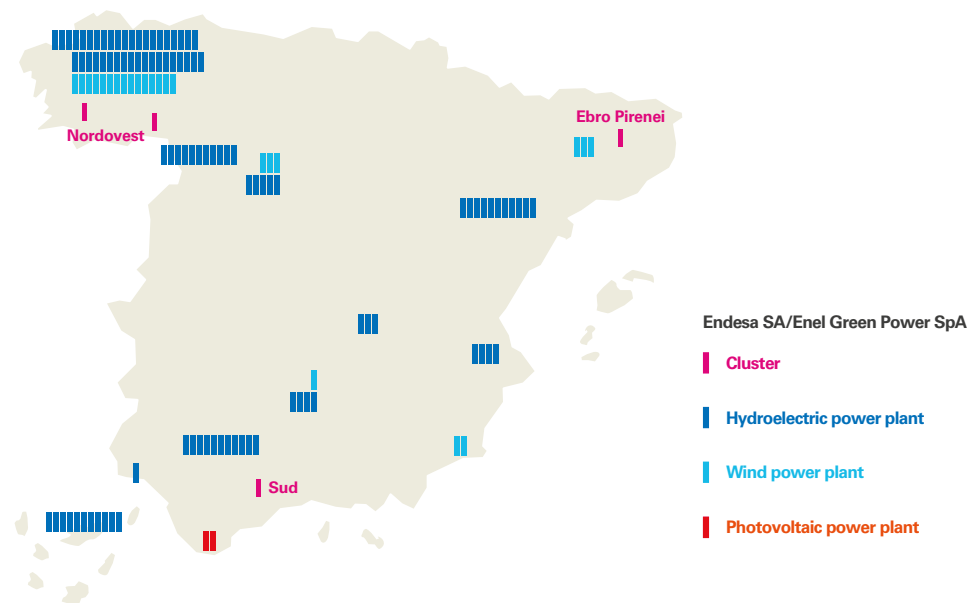 Ebro Pirenei
Nordovest
Endesa SA/Enel Green Power SpA
Cluster
Hydroelectric power plant
Wind power plant
Sud
Photovoltaic power plant